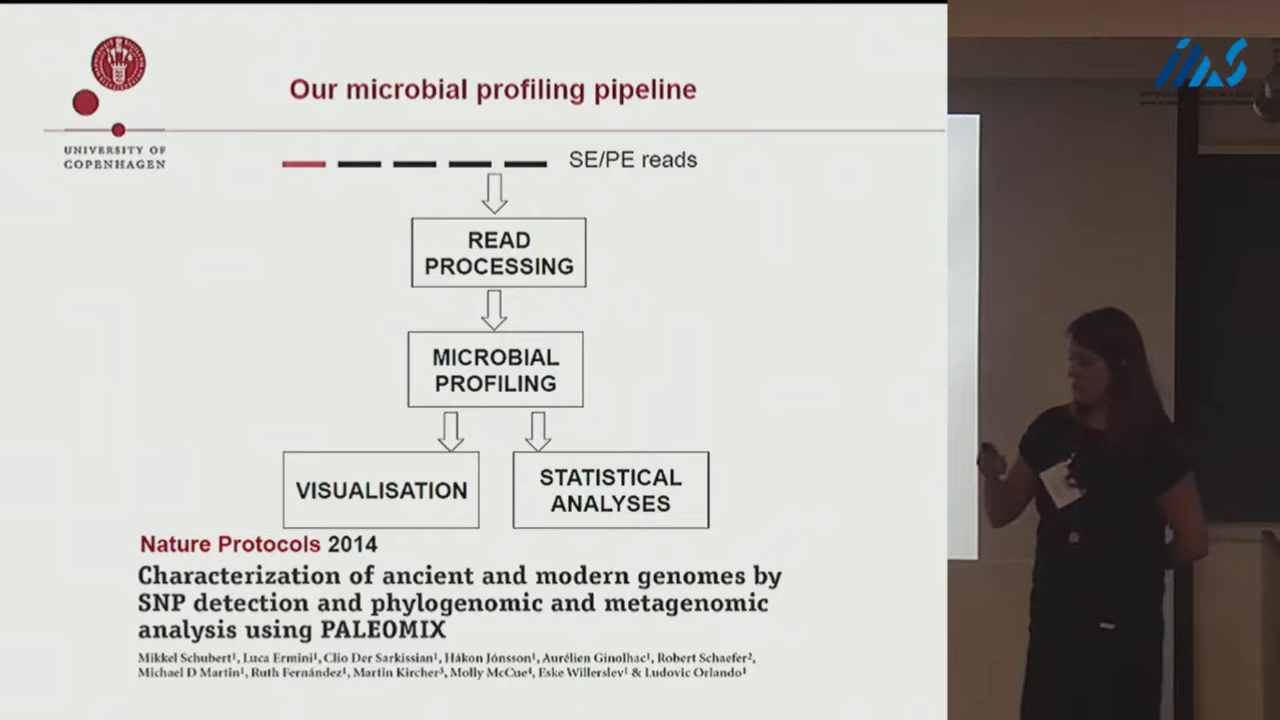 Our microbial profiling pipeline
UNIVERSITY OF
COPENHAGEN
SE/PE reads
READ
PROCESSING
MICROBIAL
PROFILING
VISUALISATION
STATISTICAL
ANALYSES
Nature Protocols 2014
Characterization of ancient and modern genomes by
SNP detection and phylogenomic and metagenomic
analysis using PALEOMIX
Mikkel Schubert¹, Luca Ermini¹, Clio Der Sarkissian¹, Hákon Jónsson¹, Aurélien Ginolhac¹, Robert Schaefer²,
Michael D Martin¹, Ruth Fernández¹, Martin Kircher³, Molly McCue⁴, Eske Willerslev¹ & Ludovic Orlando¹